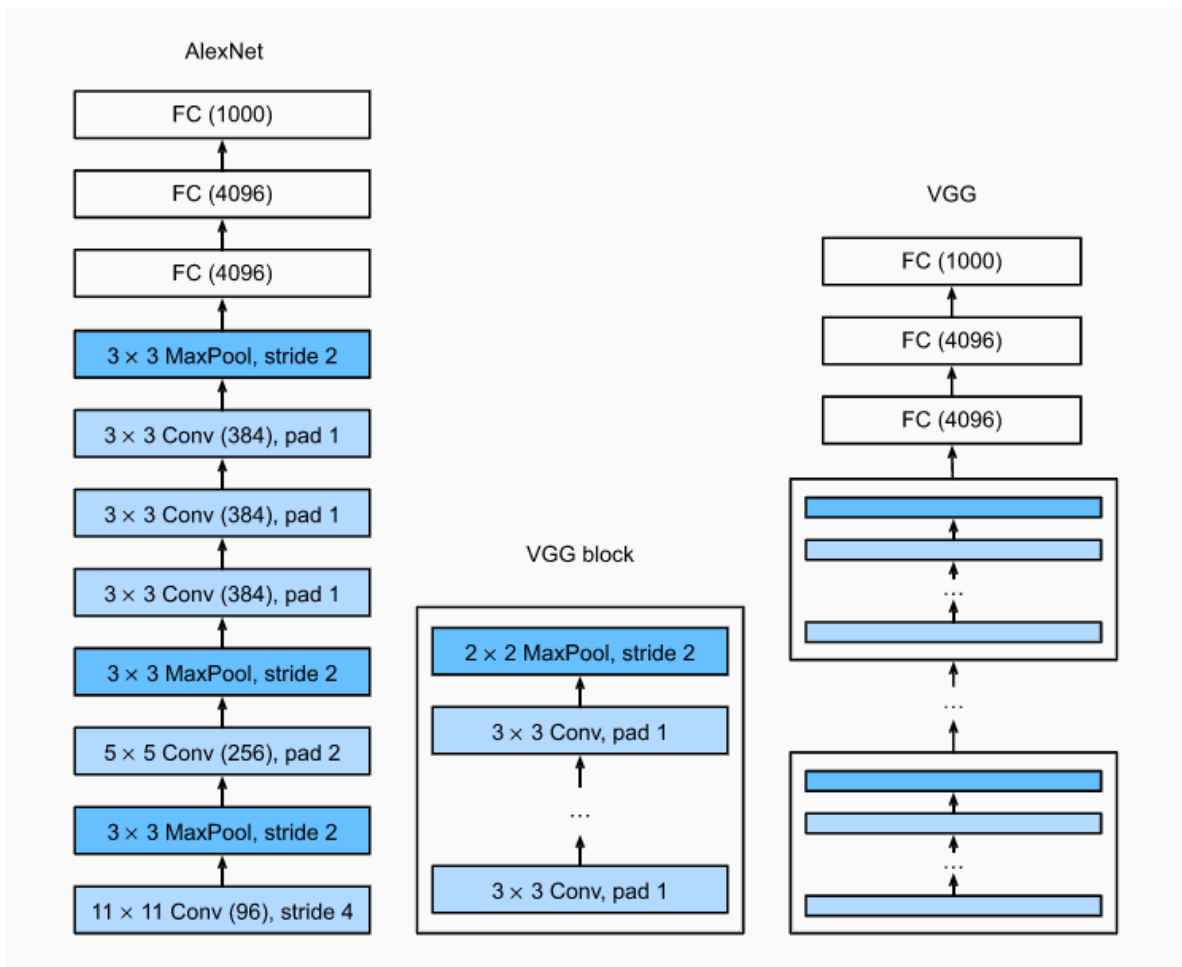 AlexNet
FC (1000)
FC (4096)
FC (4096)
3 × 3 MaxPool, stride 2
3 × 3 Conv (384), pad 1
3 × 3 Conv (384), pad 1
3 × 3 Conv (384), pad 1
3 × 3 MaxPool, stride 2
5 × 5 Conv (256), pad 2
3 × 3 MaxPool, stride 2
11 × 11 Conv (96), stride 4
VGG block
2 × 2 MaxPool, stride 2
3 × 3 Conv, pad 1
...
3 × 3 Conv, pad 1
VGG
FC (1000)
FC (4096)
FC (4096)
...
...
...